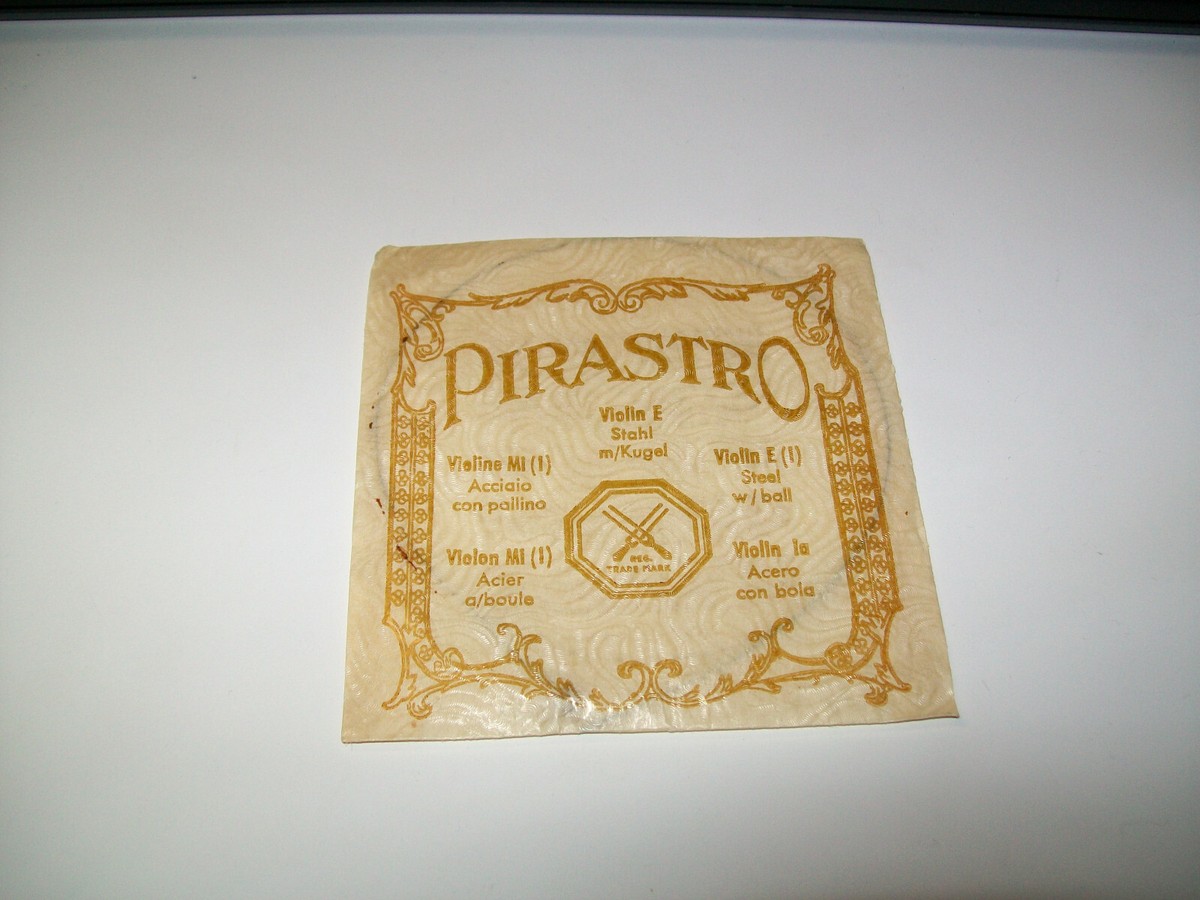 PIRASTRO
Violin E
Stahl
m/Kugel
Violine MI (1)
Acciaio
con pallino
Violin E (1)
Steel
w/ball
Violon MI (1)
Acier
a/boule
REG.
TRADE MARK
Violin 1a
Acero
con bola